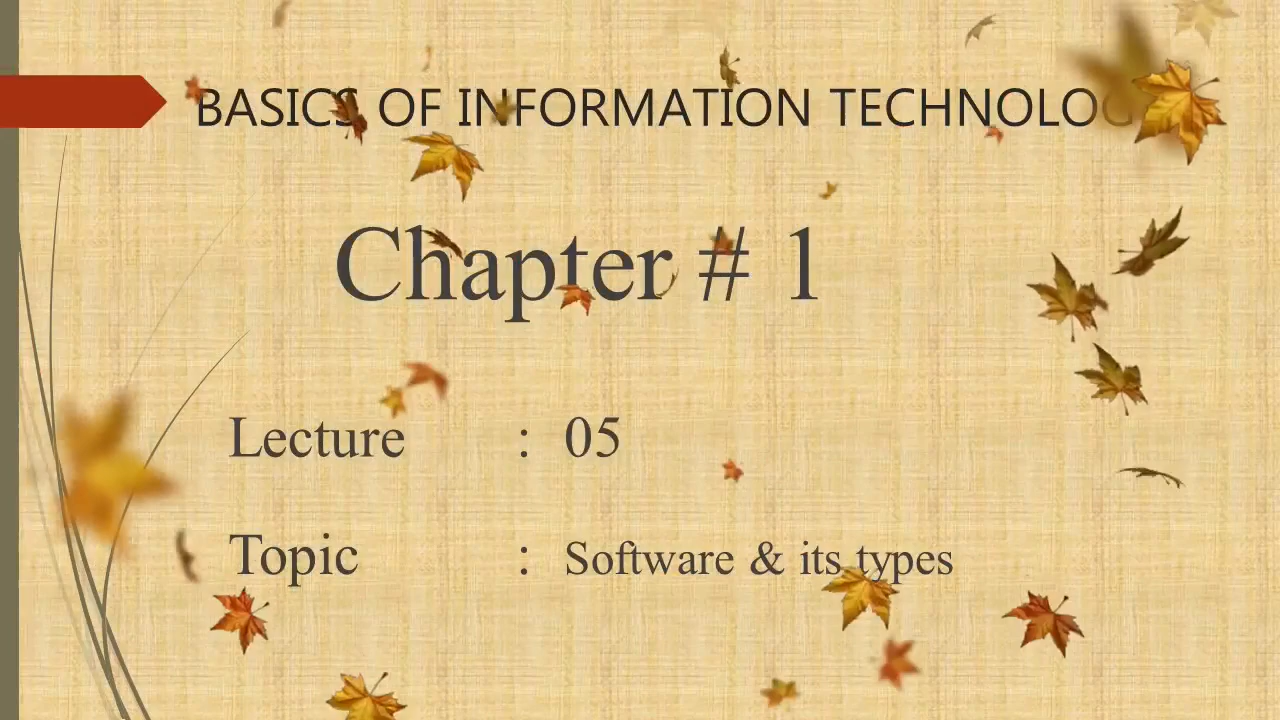 BASICS OF INFORMATION TECHNOLOG
Chapter # 1
Lecture : 05
Topic : Software & its types